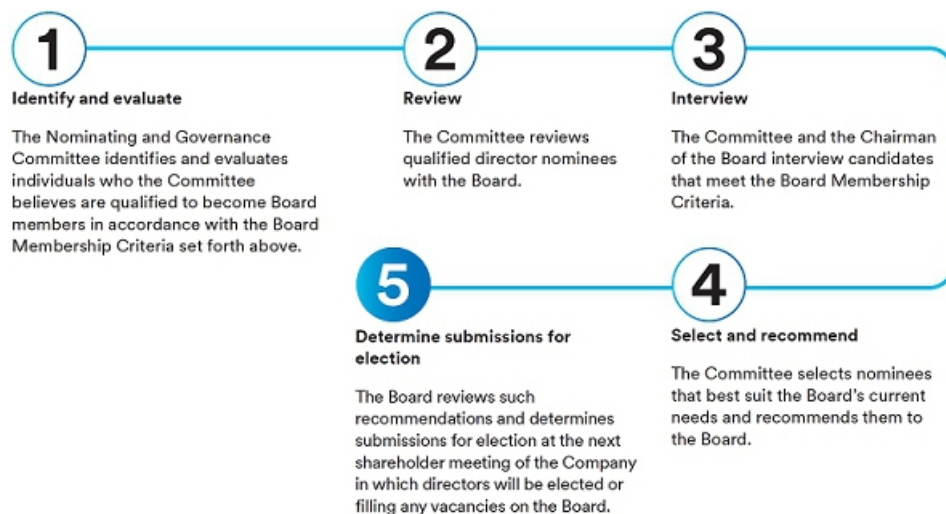 1
Identify and evaluate
The Nominating and Governance
Committee identifies and evaluates
individuals who the Committee
believes are qualified to become Board
members in accordance with the Board
Membership Criteria set forth above.
2
Review
The Committee reviews
qualified director nominees
with the Board.
3
Interview
The Committee and the Chairman
of the Board interview candidates
that meet the Board Membership
Criteria.
4
Select and recommend
The Committee selects nominees
that best suit the Board's current
needs and recommends them to
the Board.
5
Determine submissions for
election
The Board reviews such
recommendations and determines
submissions for election at the next
shareholder meeting of the Company
in which directors will be elected or
filling any vacancies on the Board.